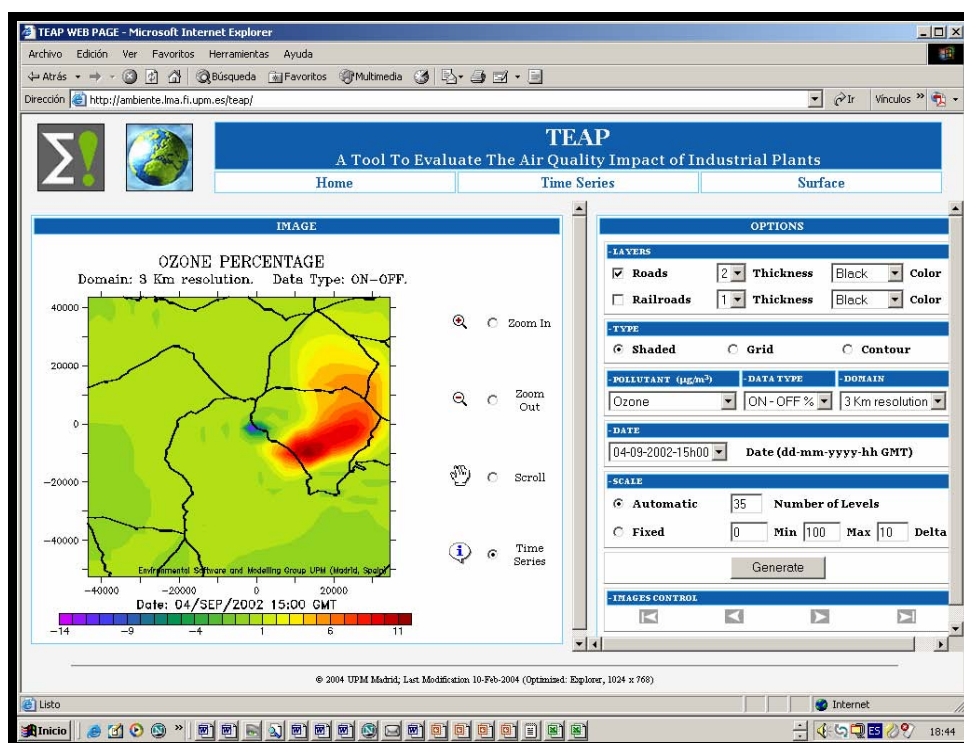 TEAP WEB PAGE - Microsoft Internet Explorer
Archivo Edición Ver Favoritos Herramientas Ayuda
Atrás Búsqueda Favoritos Multimedia
Dirección http://ambiente.lma.fi.upm.es/teap/ Ir Vínculos »
TEAP
A Tool To Evaluate The Air Quality Impact of Industrial Plants
Home Time Series Surface
IMAGE
OZONE PERCENTAGE
Domain: 3 Km resolution. Data Type: ON-OFF.
40000
20000
0
-20000
-40000
Environmental Software and Modelling Group UPM (Madrid, Spain)
-40000 -20000 0 20000
Date: 04/SEP/2002 15:00 GMT
-14 -9 -4 1 6 11
Zoom In
Zoom
Out
Scroll
Time
Series
OPTIONS
-LAYERS
Roads 2 Thickness Black Color
Railroads 1 Thickness Black Color
-TYPE
Shaded Grid Contour
-POLLUTANT (µg/m³) -DATA TYPE -DOMAIN
Ozone ON - OFF % 3 Km resolution
-DATE
04-09-2002-15h00 Date (dd-mm-yyyy-hh GMT)
-SCALE
Automatic 35 Number of Levels
Fixed 0 Min 100 Max 10 Delta
Generate
-IMAGES CONTROL
© 2004 UPM Madrid; Last Modification 10-Feb-2004 (Optimized: Explorer, 1024 x 768)
Listo Internet
Inicio » ES 18:44